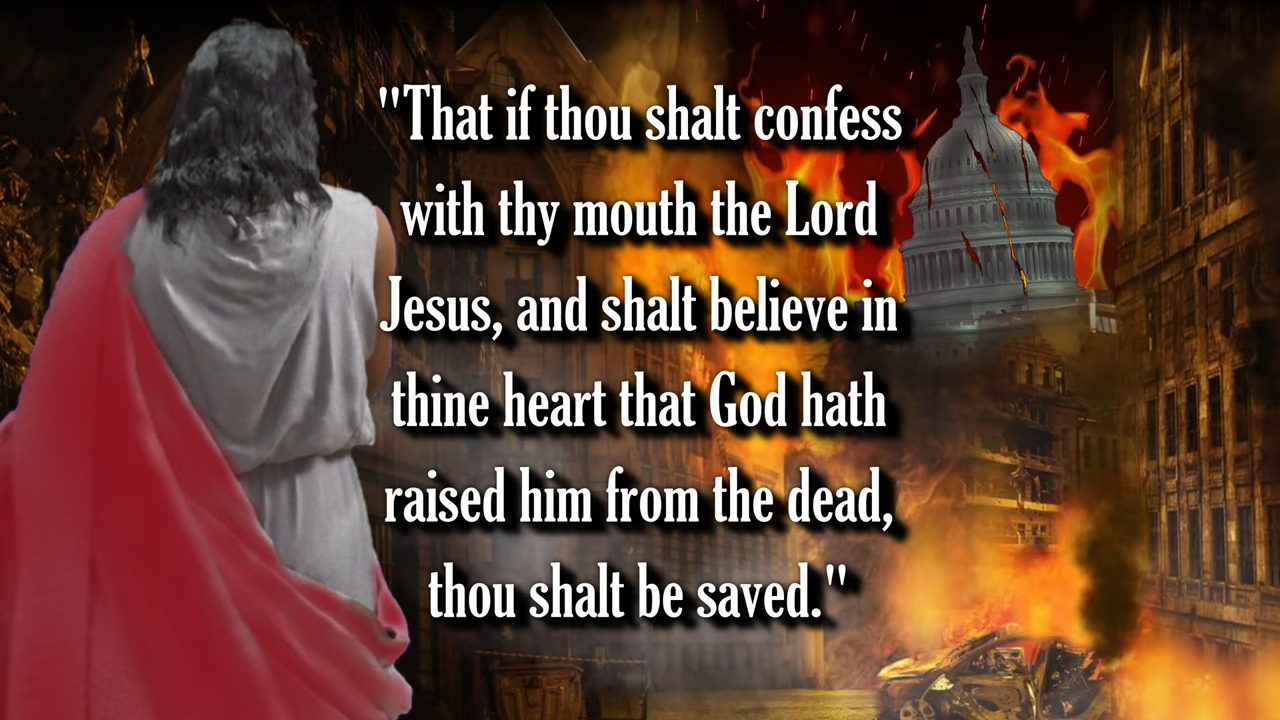 "That if thou shalt confess
with thy mouth the Lord
Jesus, and shalt believe in
thine heart that God hath
raised him from the dead,
thou shalt be saved."